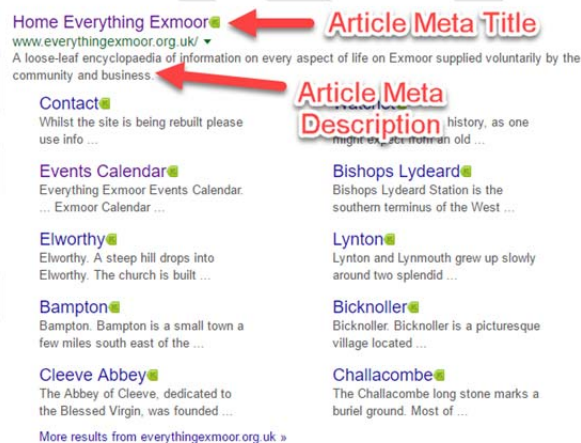 Home Everything Exmoor
Article Meta Title
www.everythingexmoor.org.uk/
A loose-leaf encyclopaedia of information on every aspect of life on Exmoor supplied voluntarily by the
community and business.
Article Meta
Description
Contact
Whilst the site is being rebuilt please
use info ...
Watchet
history, as one
might expect from an old ...
Events Calendar
Everything Exmoor Events Calendar.
... Exmoor Calendar ...
Bishops Lydeard
Bishops Lydeard Station is the
southern terminus of the West ...
Elworthy
Elworthy. A steep hill drops into
Elworthy. The church is built ...
Lynton
Lynton and Lynmouth grew up slowly
around two splendid ...
Bampton
Bampton. Bampton is a small town a
few miles south east of the ...
Bicknoller
Bicknoller. Bicknoller is a picturesque
village located ...
Cleeve Abbey
The Abbey of Cleeve, dedicated to
the Blessed Virgin, was founded ...
Challacombe
The Challacombe long stone marks a
buriel ground. Most of ...
More results from everythingexmoor.org.uk »